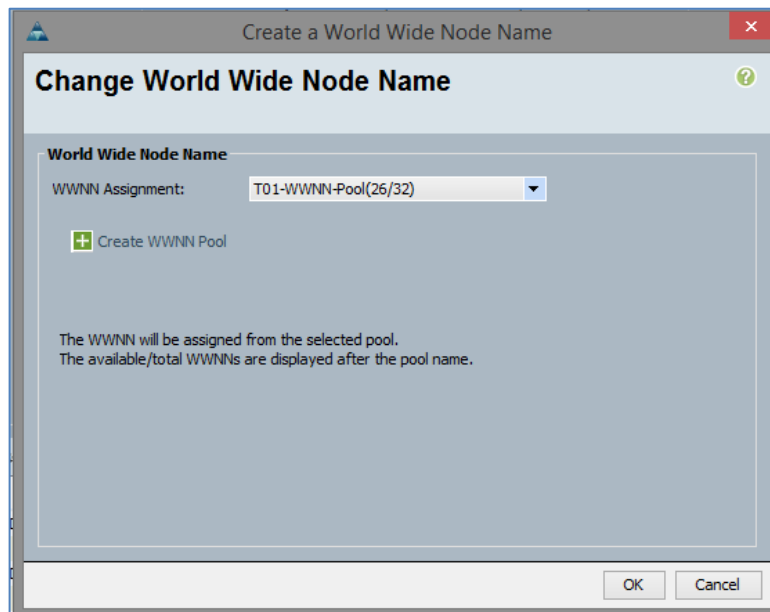 Create a World Wide Node Name
Change World Wide Node Name
World Wide Node Name
WWNN Assignment: T01-WWNN-Pool(26/32)
Create WWNN Pool
The WWNN will be assigned from the selected pool.
The available/total WWNNs are displayed after the pool name.
OK Cancel